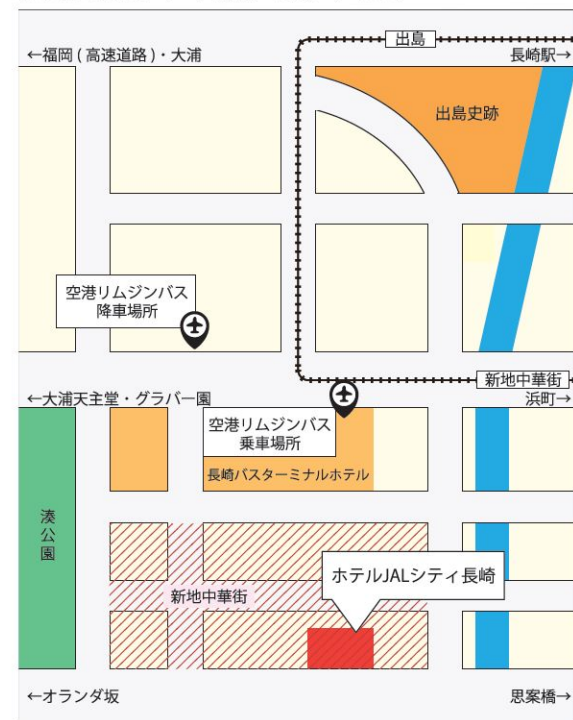 出島
←福岡(高速道路)・大浦
長崎駅→
出島史跡
空港リムジンバス
降車場所
新地中華街
←大浦天主堂・グラバー園
浜町→
空港リムジンバス
乗車場所
長崎バスターミナルホテル
湊公園
ホテルJALシティ長崎
新地中華街
←オランダ坂
思案橋→